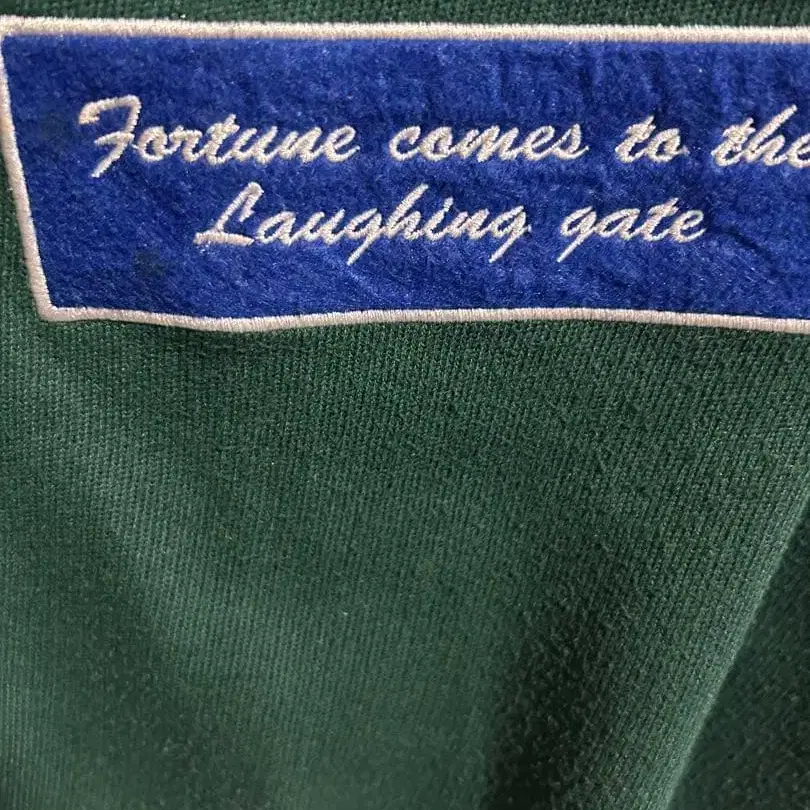 Fortune comes to the
Laughing gate